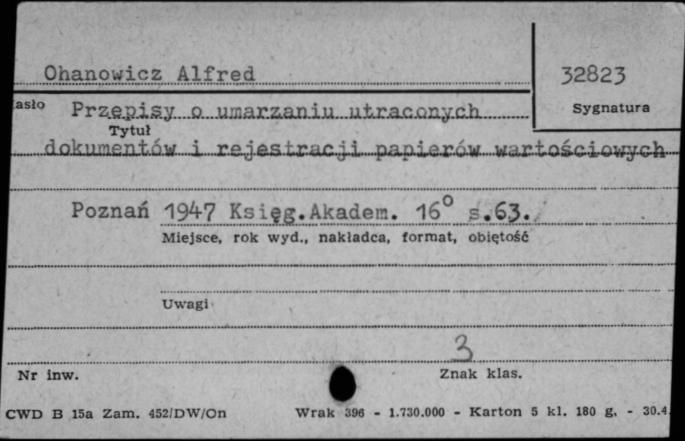 Ohanowicz Alfred
32823
asło Przepisy o umarzaniu utraconych
Sygnatura
Tytuł
dokumentów i rejestracji papierów wartościowych
Poznań 1947 Księg.Akadem. 16° s.63.
Miejsce, rok wyd., nakładca, format, objętość
Uwagi
3
Nr inw.
Znak klas.
CWD B 15a Zam. 452/DW/On Wrak 396 - 1.730.000 - Karton 5 kl. 180 g. - 30.4